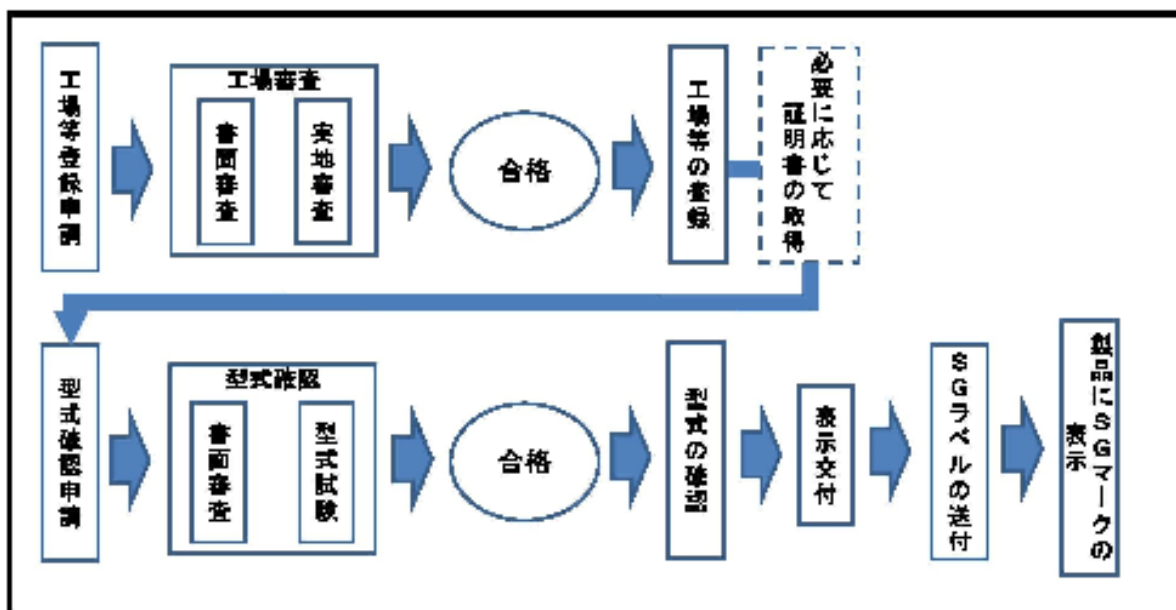 工場等登録申調
工場審査
書面審査
実地審査
合格
工場等の登録
必要に応じて
証明書の取得
型式確認申調
型式確認
書面審査
型式試験
合格
型式の確認
表示交付
SGラベルの送付
製品にSGマークの
表示